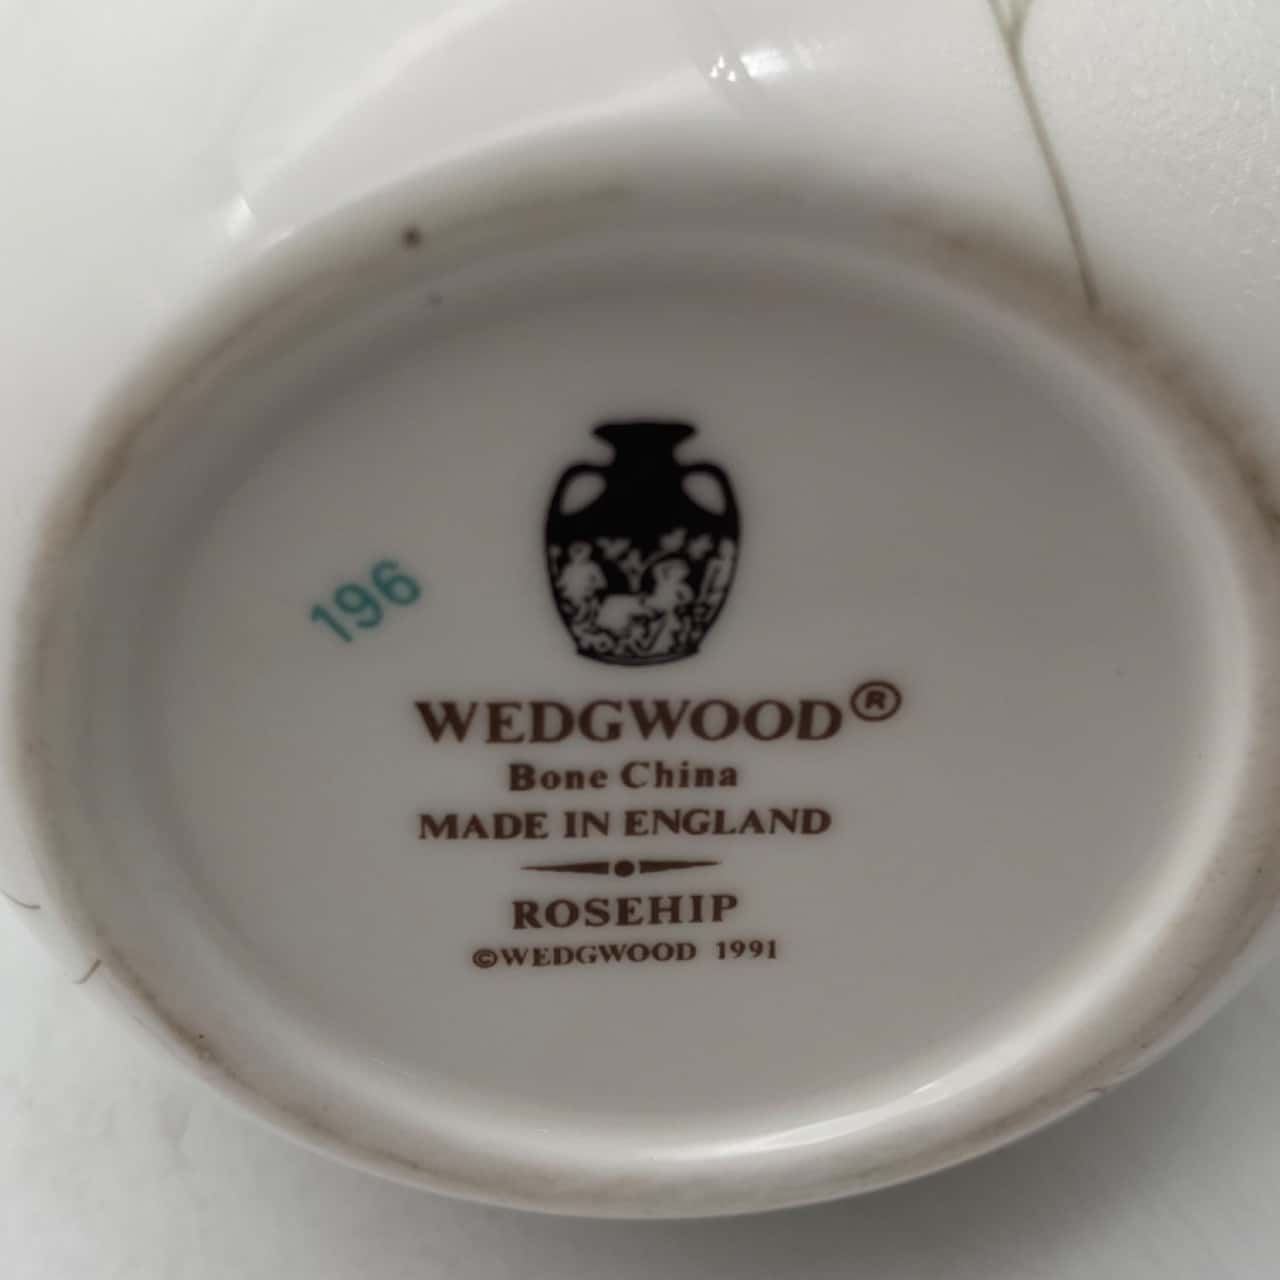 196
WEDGWOOD®
Bone China
MADE IN ENGLAND
ROSEHIP
©WEDGWOOD 1991